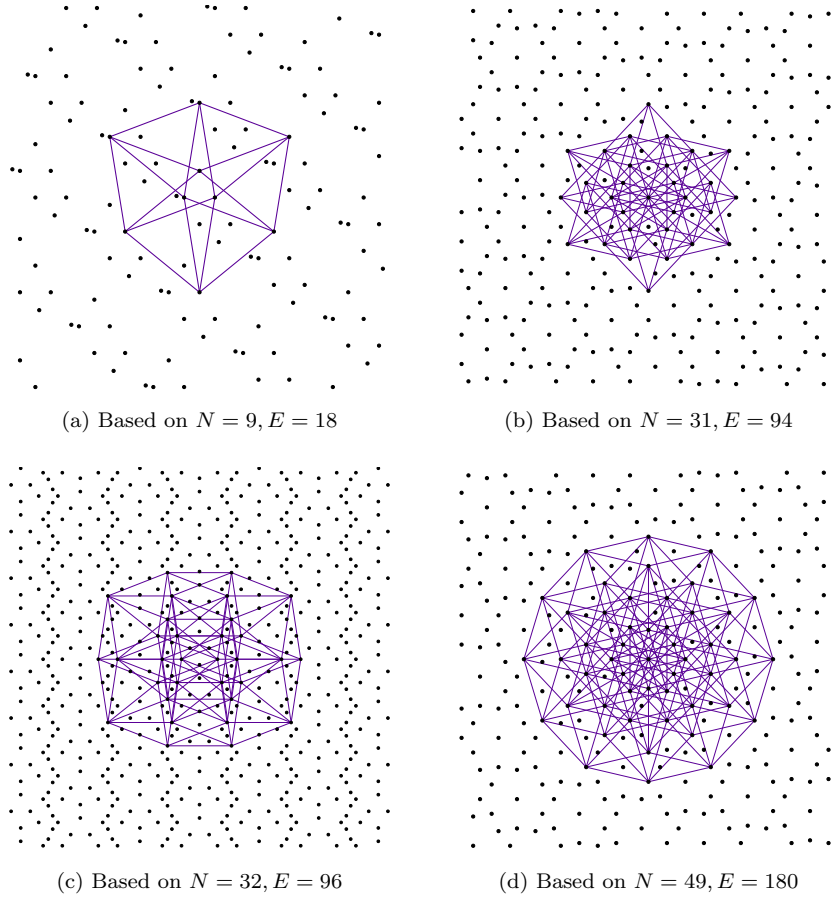 (a) Based on N = 9, E = 18
(b) Based on N = 31, E = 94
(c) Based on N = 32, E = 96
(d) Based on N = 49, E = 180